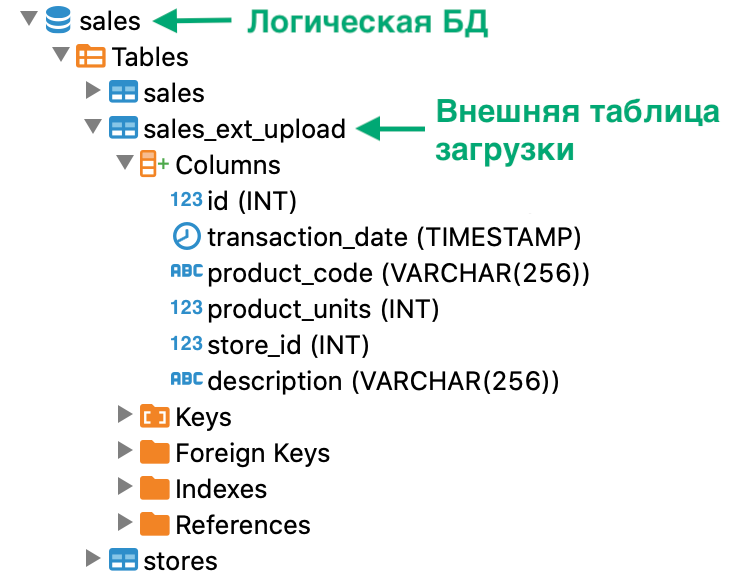 sales
Логическая БД
Tables
sales
sales_ext_upload
Внешняя таблица
загрузки
Columns
123 id (INT)
transaction_date (TIMESTAMP)
ABC product_code (VARCHAR(256))
123 product_units (INT)
123 store_id (INT)
ABC description (VARCHAR(256))
Keys
Foreign Keys
Indexes
References
stores